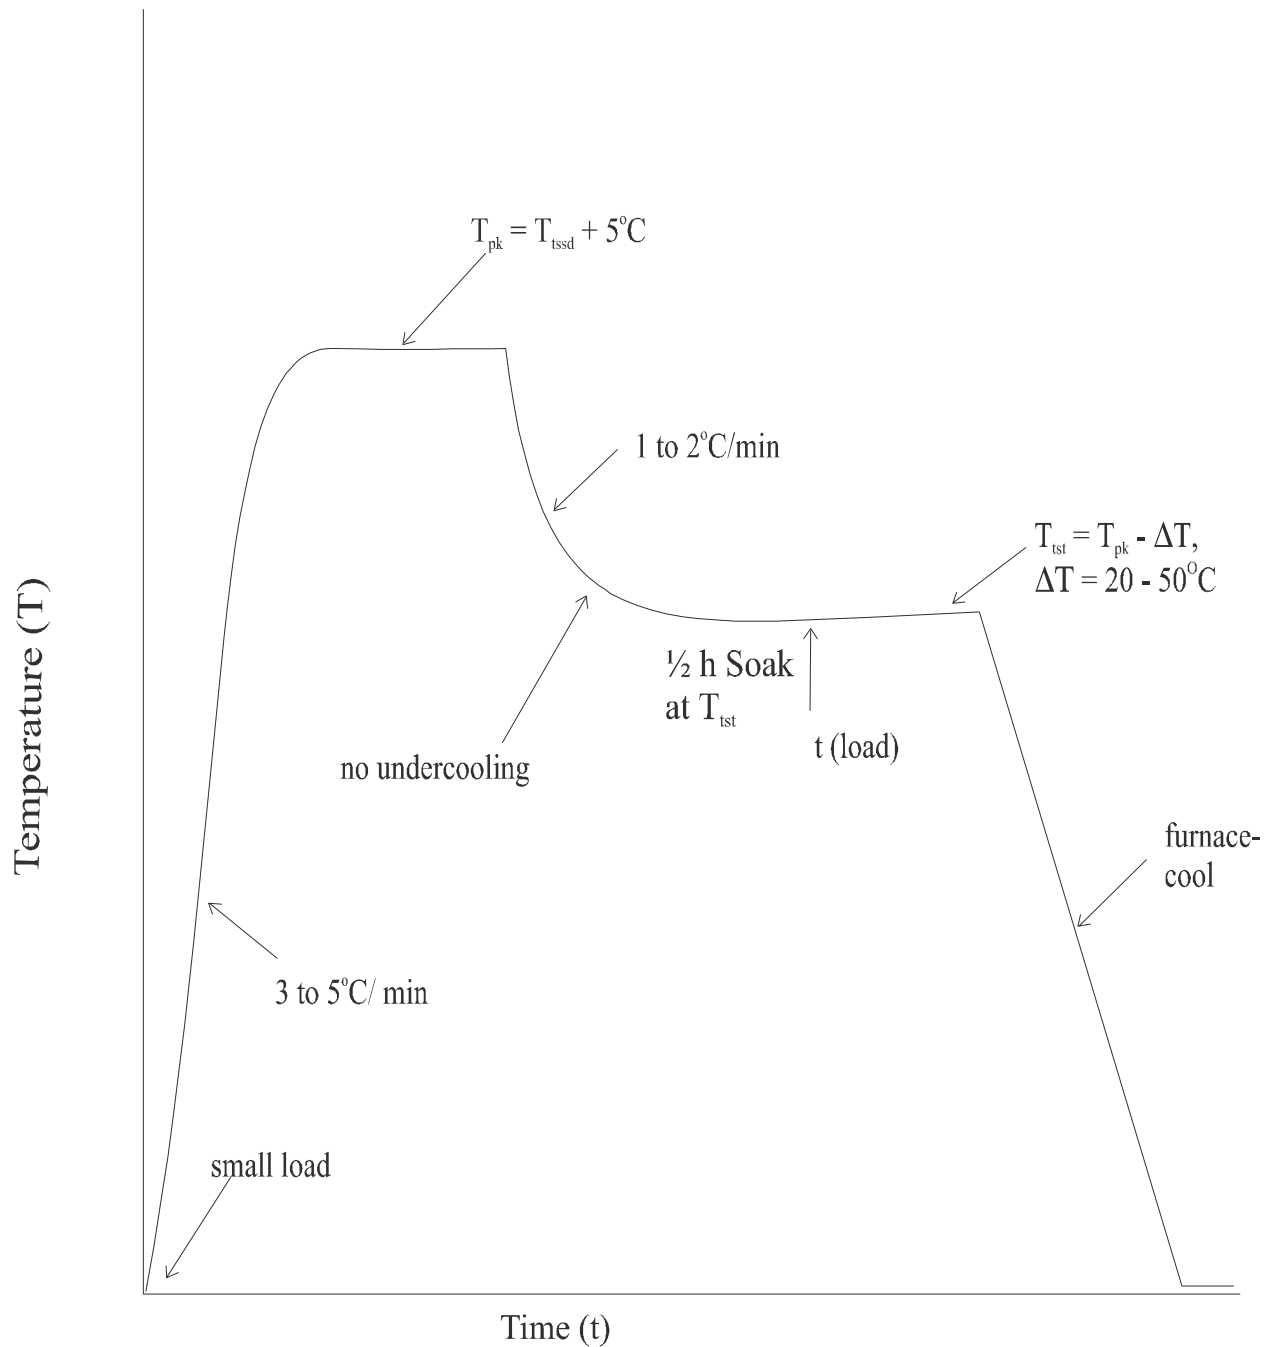 T_pk = T_tssd + 5°C
1 to 2°C/min
T_tst = T_pk - ΔT,
ΔT = 20 - 50°C
Temperature (T)
½ h Soak
at T_tst
t (load)
no undercooling
furnace-
cool
3 to 5°C/ min
small load
Time (t)